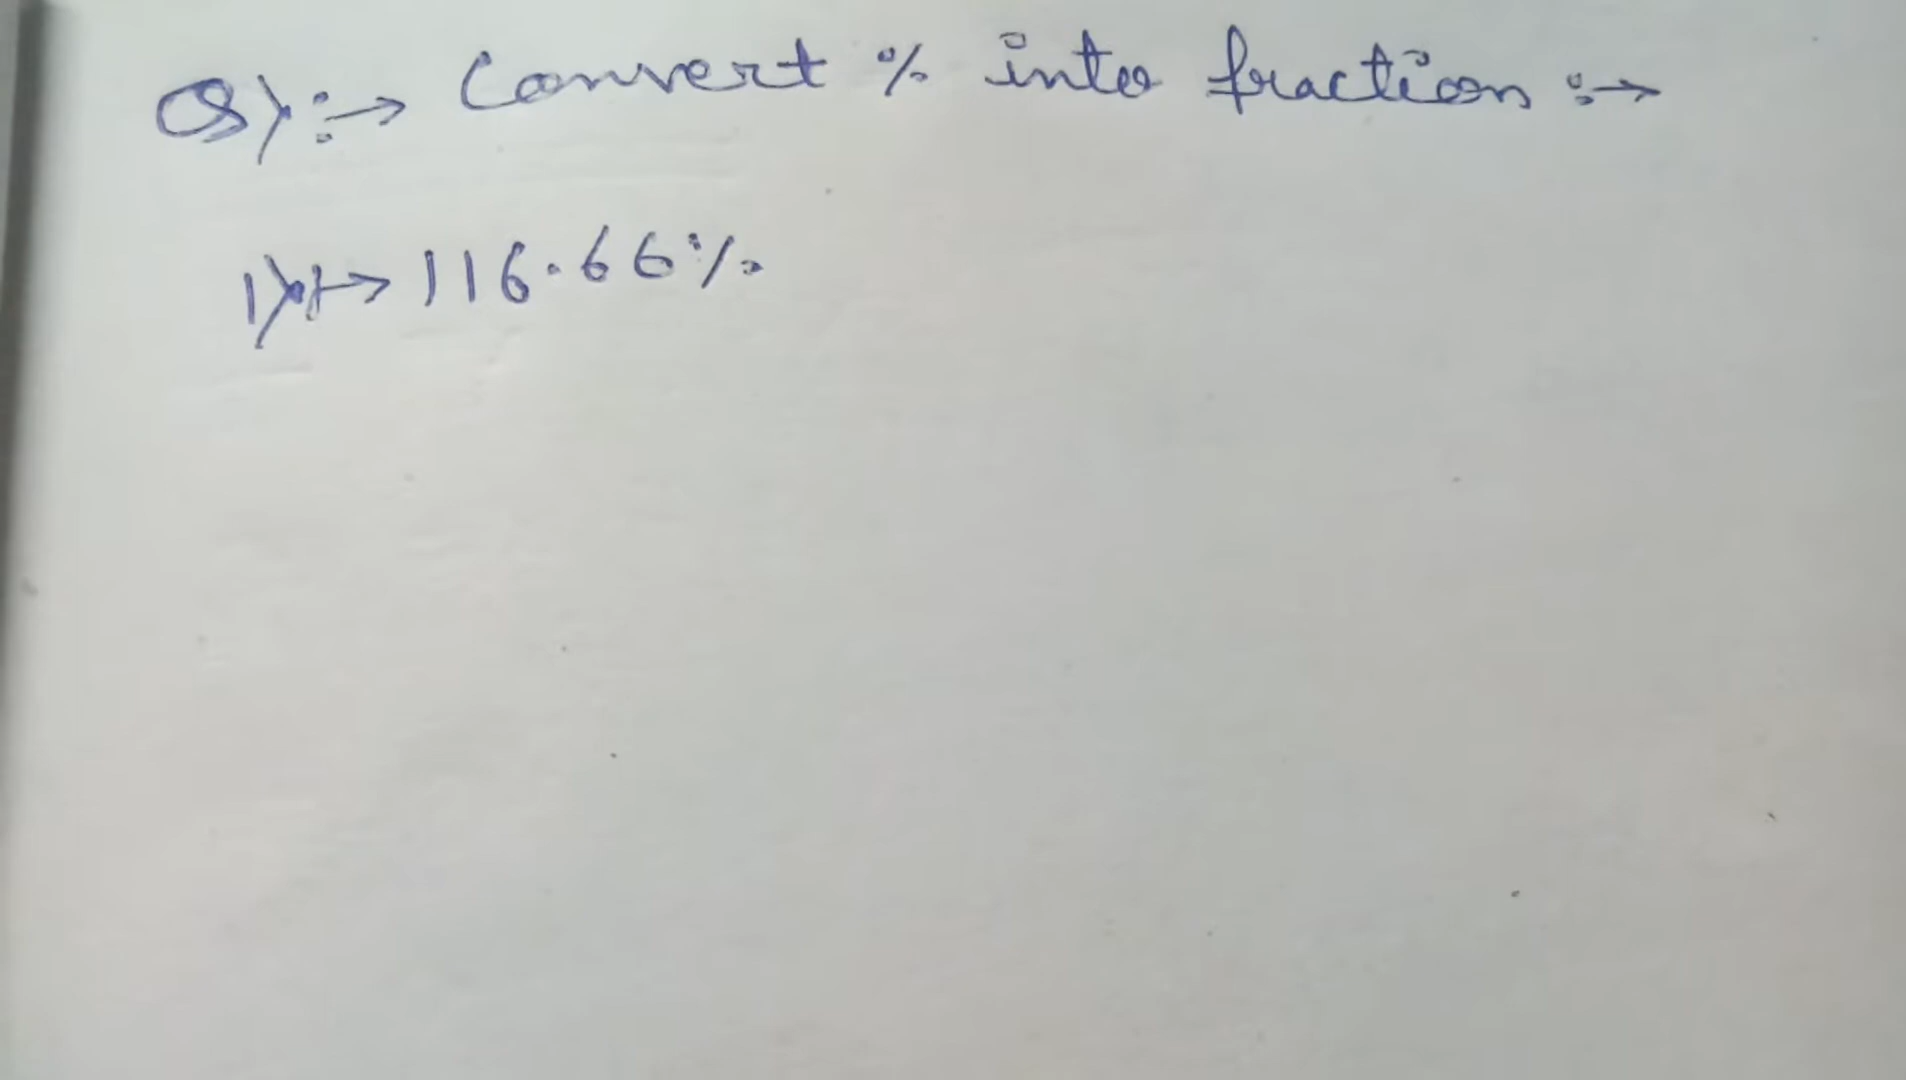 Q):→ Convert % into fraction :→
1):→ 116.66%